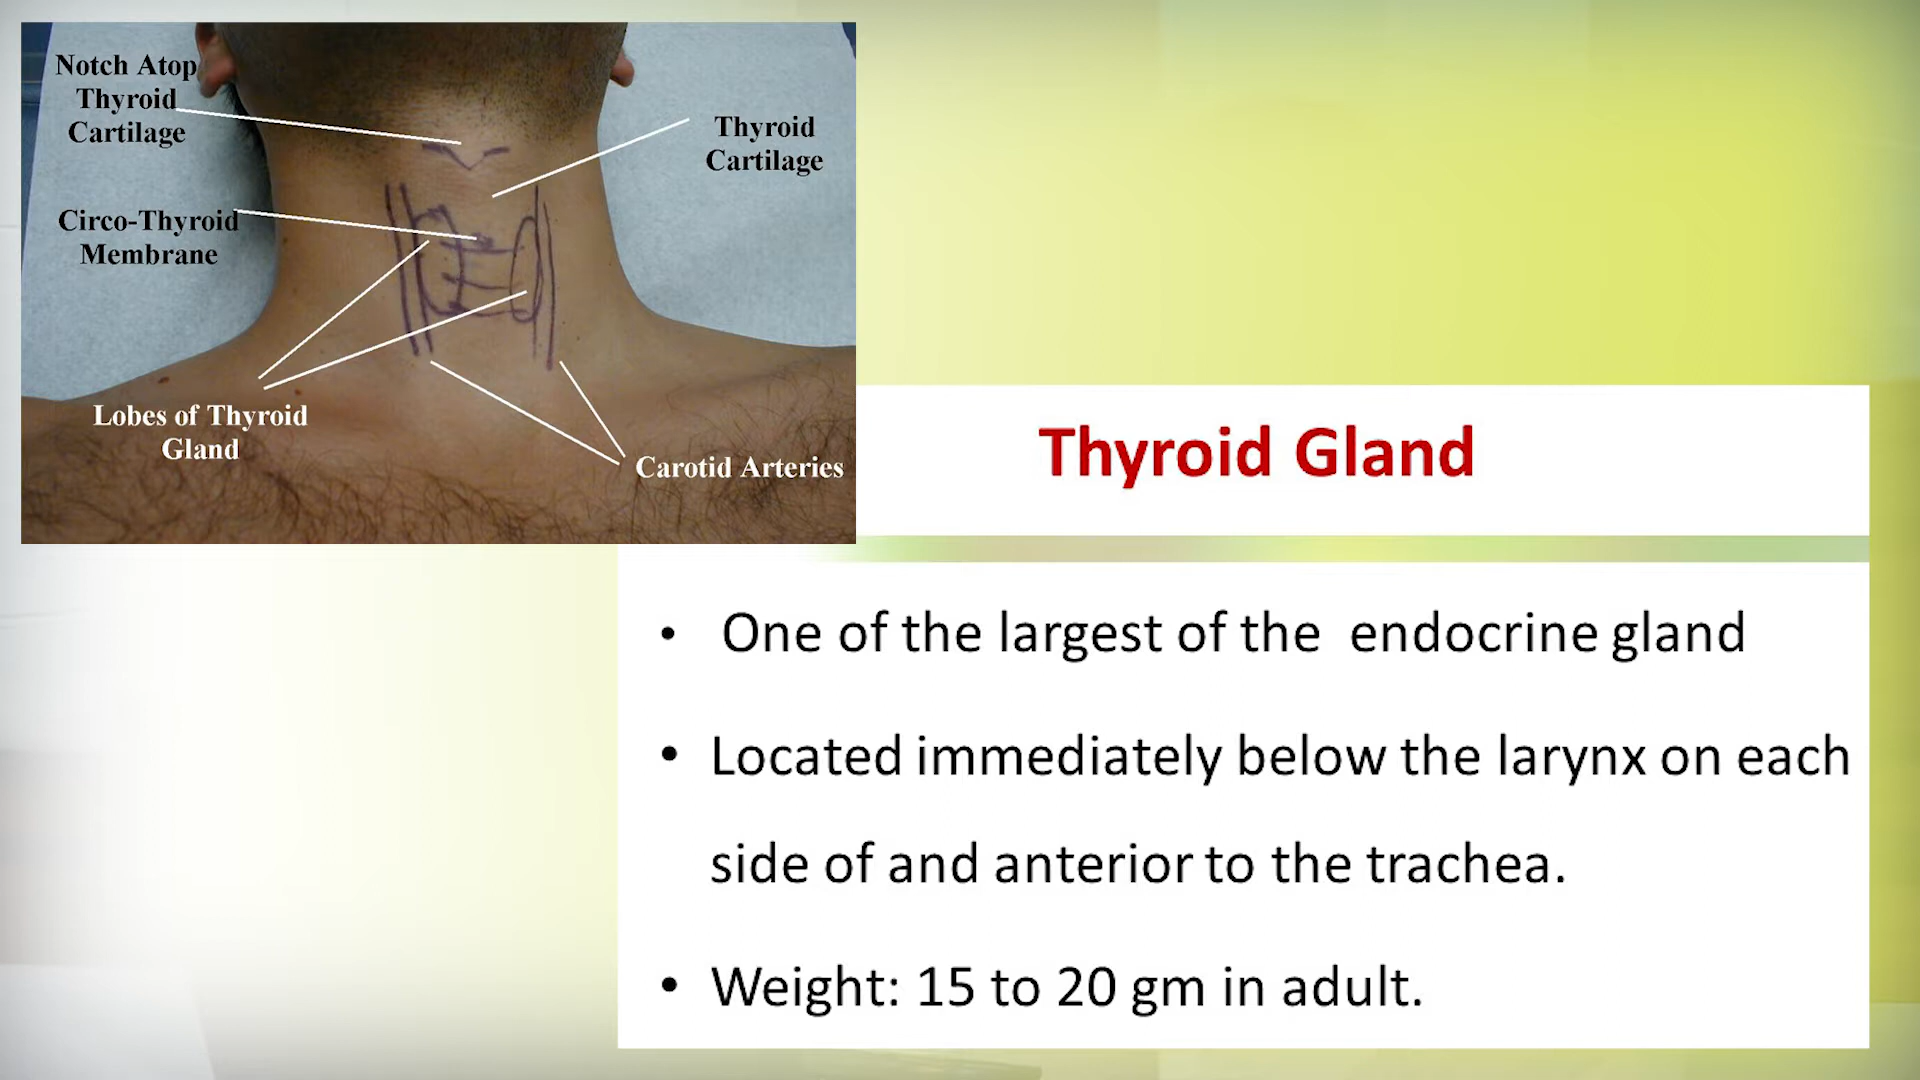 Notch Atop
Thyroid
Cartilage
Thyroid
Cartilage
Circo-Thyroid
Membrane
Lobes of Thyroid
Gland
Carotid Arteries
Thyroid Gland
• One of the largest of the endocrine gland
• Located immediately below the larynx on each
side of and anterior to the trachea.
• Weight: 15 to 20 gm in adult.